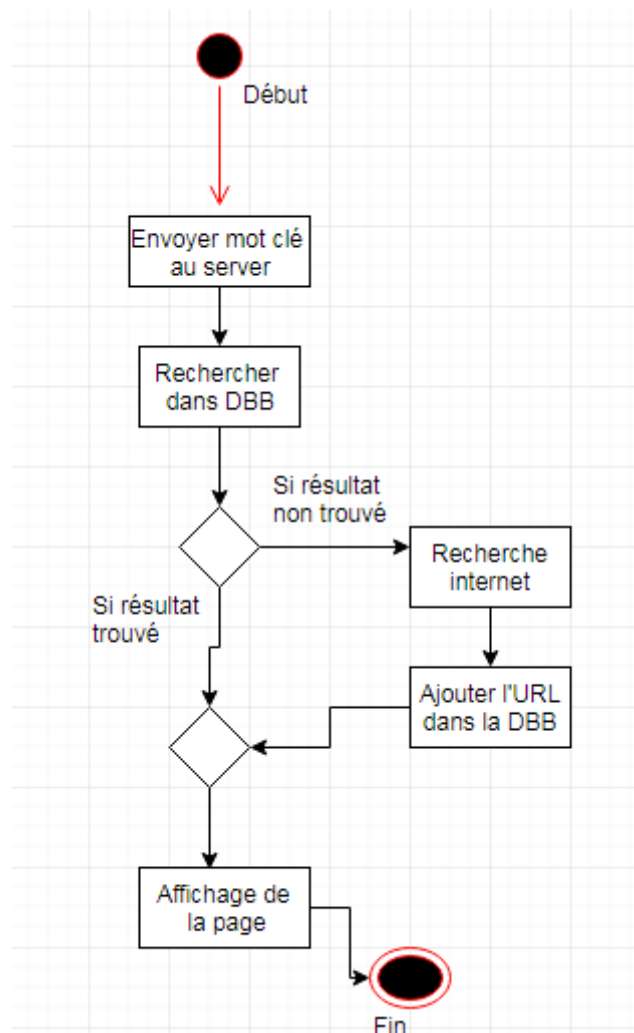 Début
Envoyer mot clé
au server
Rechercher
dans DBB
Si résultat
non trouvé
Recherche
internet
Si résultat
trouvé
Ajouter l'URL
dans la DBB
Affichage de
la page
Fin